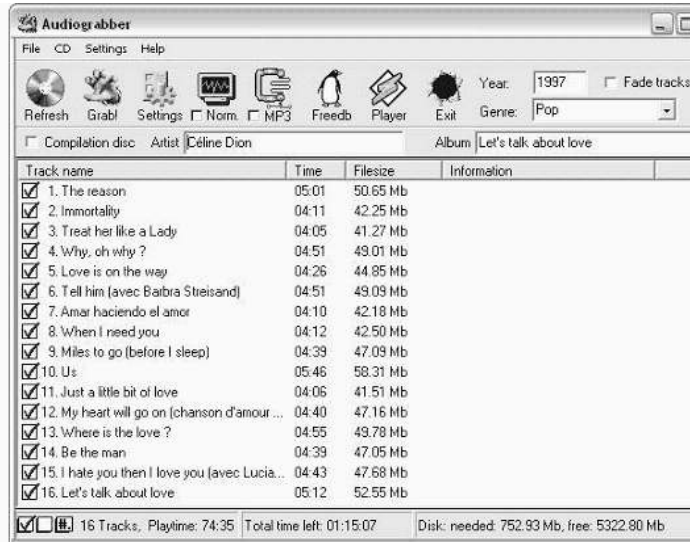 Audiograbber
File CD Settings Help
Refresh Grab! Settings Norm. MP3 Freedb Player Exit Year: 1997 Fade tracks
Genre: Pop
Compilation disc Artist Céline Dion Album Let's talk about love
Track name Time Filesize Information
1. The reason 05:01 50.65 Mb
2. Immortality 04:11 42.25 Mb
3. Treat her like a Lady 04:05 41.27 Mb
4. Why, oh why ? 04:51 49.01 Mb
5. Love is on the way 04:26 44.85 Mb
6. Tell him (avec Barbra Streisand) 04:51 49.09 Mb
7. Amar haciendo el amor 04:10 42.18 Mb
8. When I need you 04:12 42.50 Mb
9. Miles to go (before I sleep) 04:39 47.09 Mb
10. Us 05:46 58.31 Mb
11. Just a little bit of love 04:06 41.51 Mb
12. My heart will go on (chanson d'amour ... 04:40 47.16 Mb
13. Where is the love ? 04:55 49.78 Mb
14. Be the man 04:39 47.05 Mb
15. I hate you then I love you (avec Lucia... 04:43 47.68 Mb
16. Let's talk about love 05:12 52.55 Mb
#. 16 Tracks, Playtime: 74:35 Total time left: 01:15:07 Disk: needed: 752.93 Mb, free: 5322.80 Mb